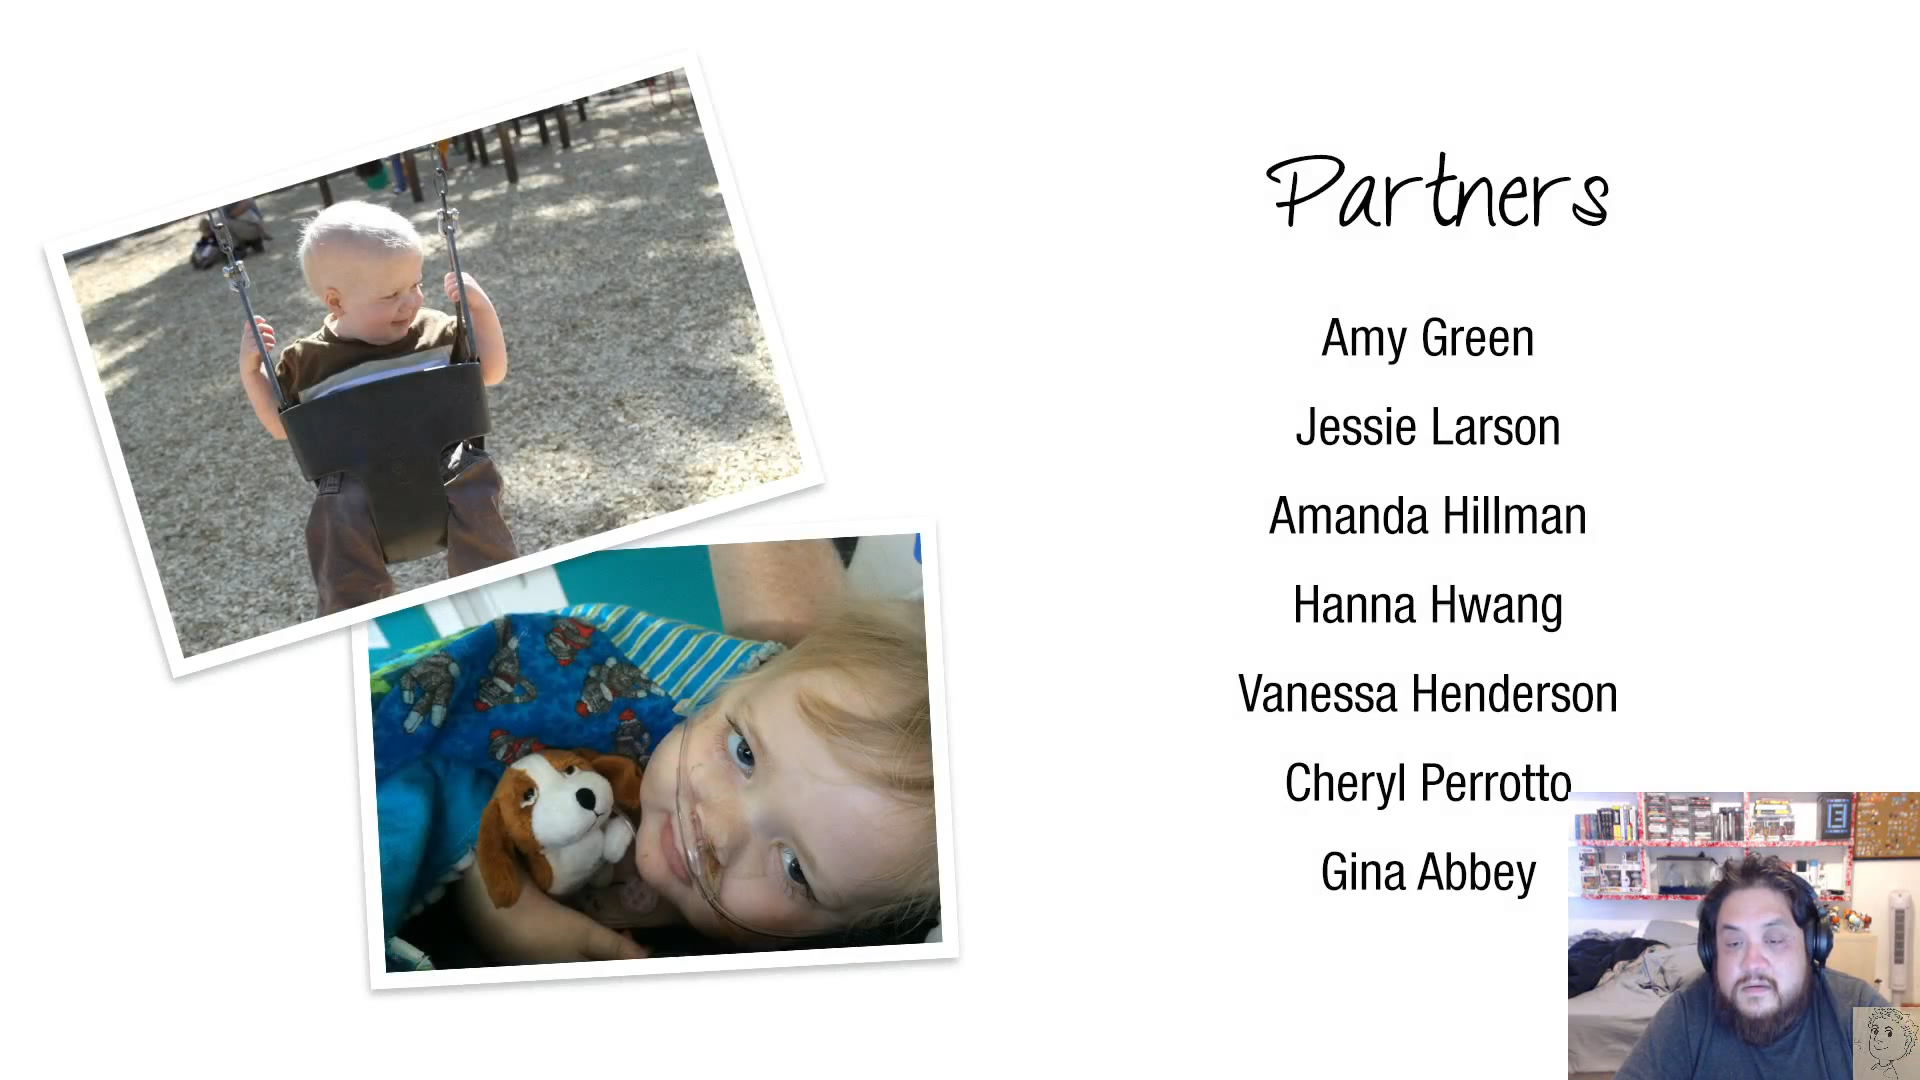 Partners
Amy Green
Jessie Larson
Amanda Hillman
Hanna Hwang
Vanessa Henderson
Cheryl Perrotto
Gina Abbey